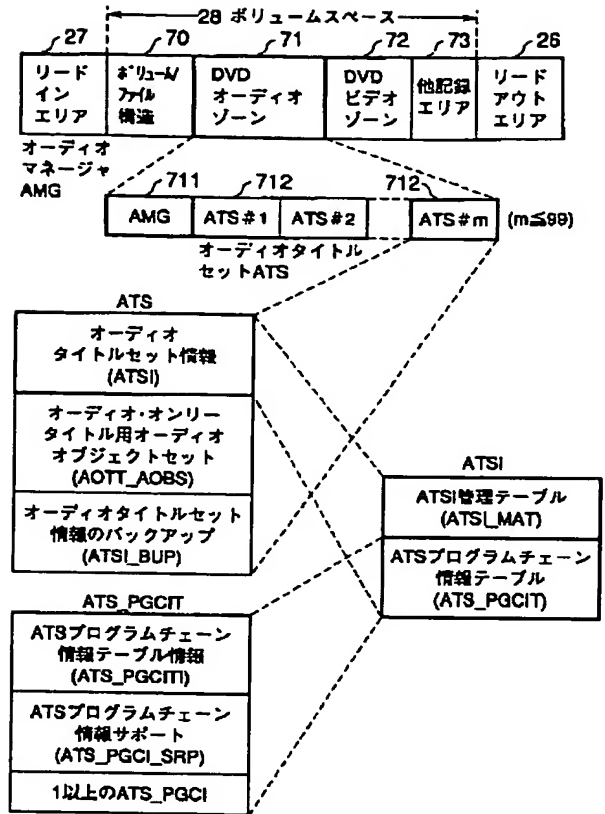 28 ボリュームスペース
27 70 71 72 73 26
リード
イン
エリア
ボリューム/
ファイル
構造
DVD
オーディオ
ゾーン
DVD
ビデオ
ゾーン
他記録
エリア
リード
アウト
エリア
オーディオ
マネージャ
AMG
711 712 712
AMG ATS#1 ATS#2 ATS#m (m≦99)
オーディオタイトル
セットATS
ATS
オーディオ
タイトルセット情報
(ATSI)
オーディオ・オンリー
タイトル用オーディオ
オブジェクトセット
(AOTT_AOBS)
オーディオタイトルセット
情報のバックアップ
(ATSI_BUP)
ATSI
ATSI管理テーブル
(ATSI_MAT)
ATSプログラムチェーン
情報テーブル
(ATS_PGCIT)
ATS_PGCIT
ATSプログラムチェーン
情報テーブル情報
(ATS_PGCITI)
ATSプログラムチェーン
情報サポート
(ATS_PGCI_SRP)
1以上のATS_PGCI